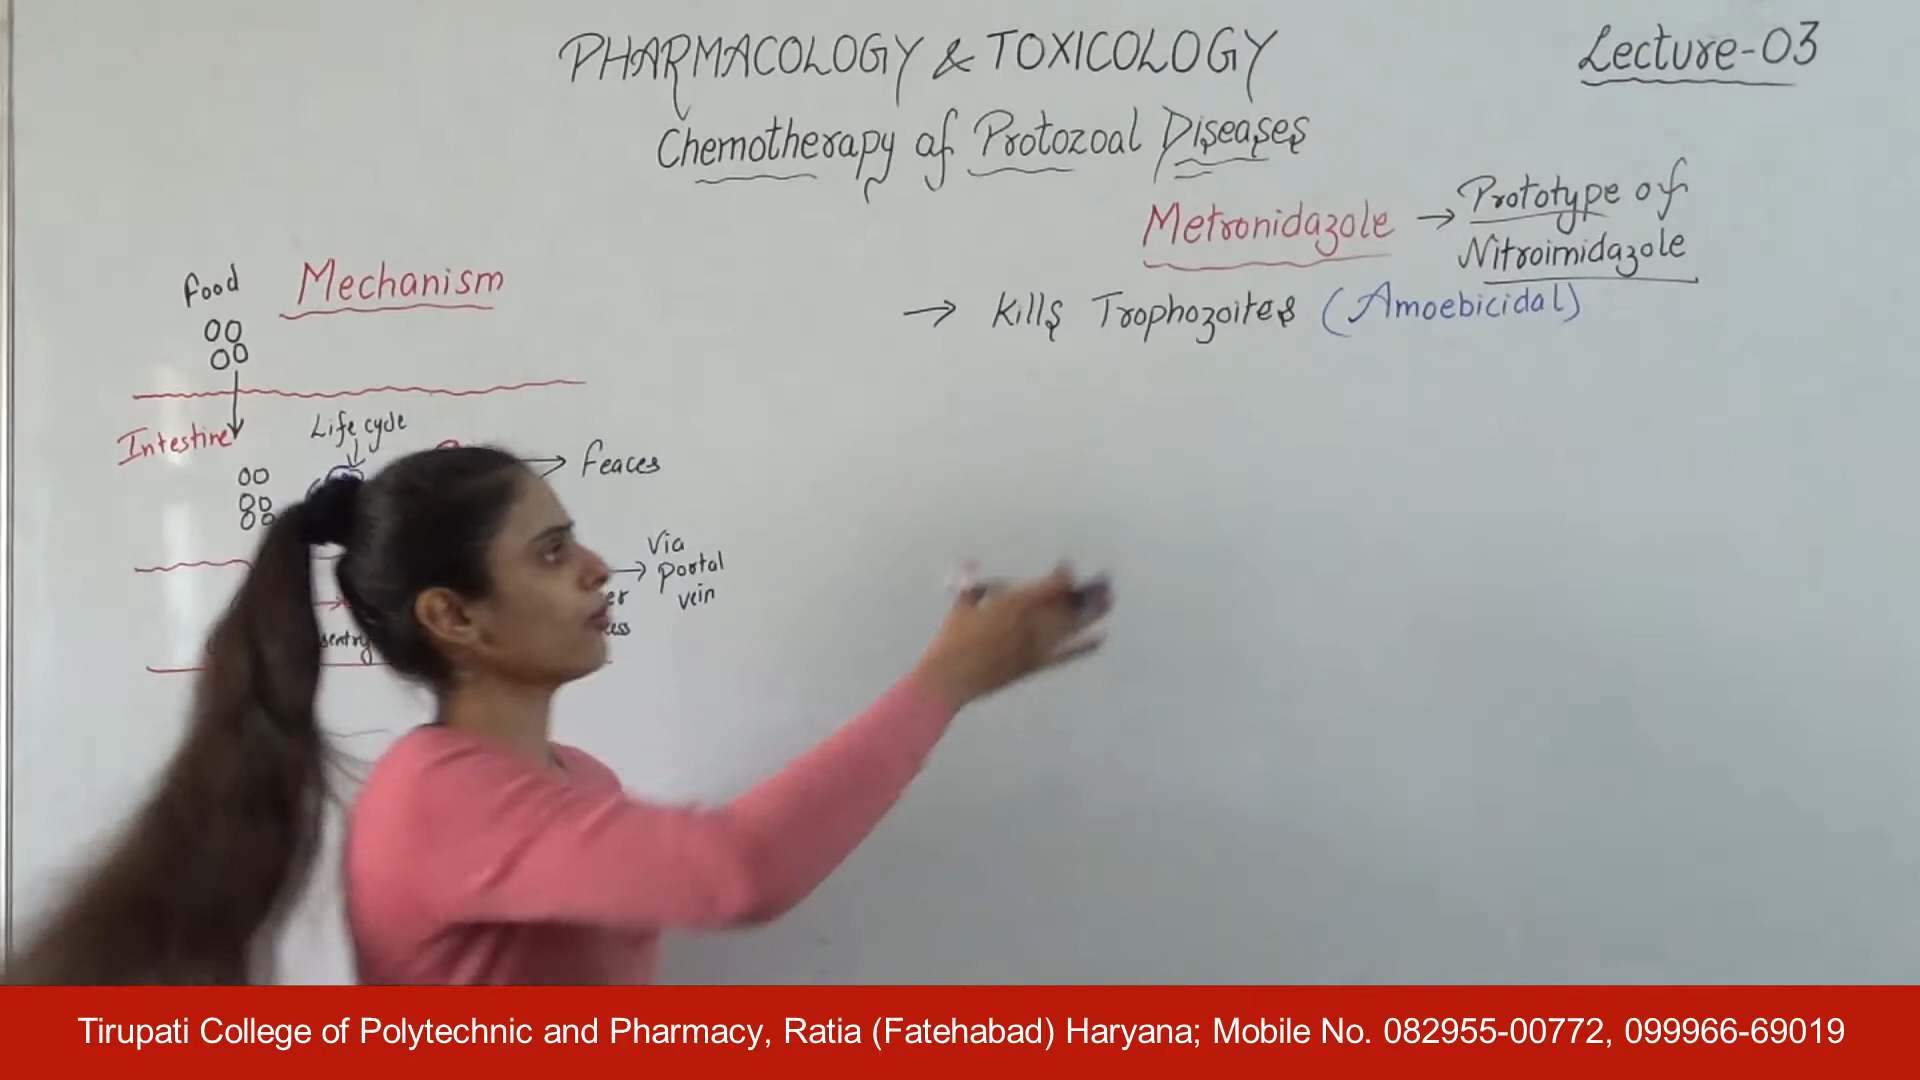 PHARMACOLOGY & TOXICOLOGY
Lecture-03
Chemotherapy of Protozoal Diseases
Metronidazole → Prototype of
Nitroimidazole
→ Kills Trophozoites (Amoebicidal)
food
Mechanism
Intestine
Life cycle
→ Feaces
→ Via
portal
vein
Tirupati College of Polytechnic and Pharmacy, Ratia (Fatehabad) Haryana; Mobile No. 082955-00772, 099966-69019